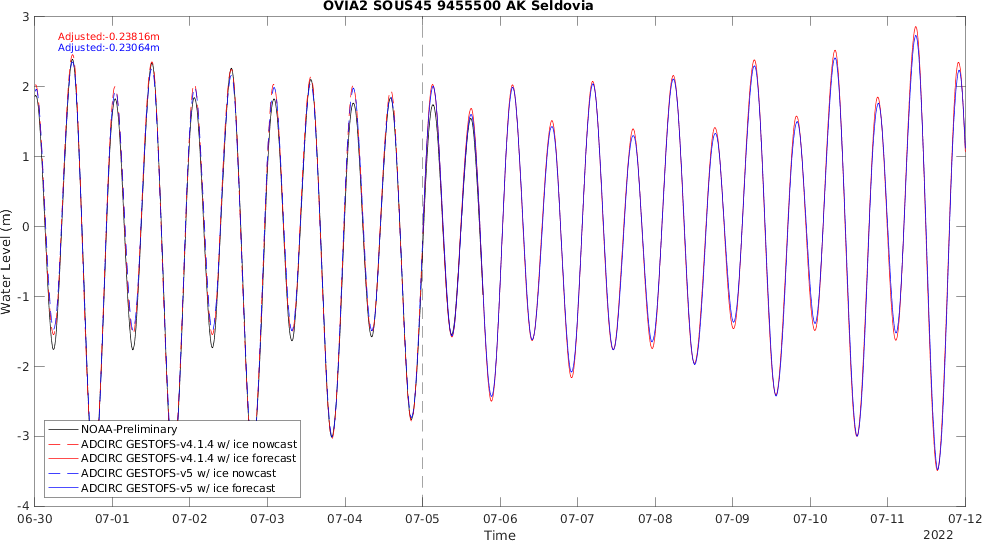 OVIA2 SOUS45 9455500 AK Seldovia
Adjusted:-0.23816m
Adjusted:-0.23064m
3
2
1
0
-1
-2
-3
-4
Water Level (m)
NOAA-Preliminary
ADCIRC GESTOFS-v4.1.4 w/ ice nowcast
ADCIRC GESTOFS-v4.1.4 w/ ice forecast
ADCIRC GESTOFS-v5 w/ ice nowcast
ADCIRC GESTOFS-v5 w/ ice forecast
06-30 07-01 07-02 07-03 07-04 07-05 07-06 07-07 07-08 07-09 07-10 07-11 07-12
Time
2022